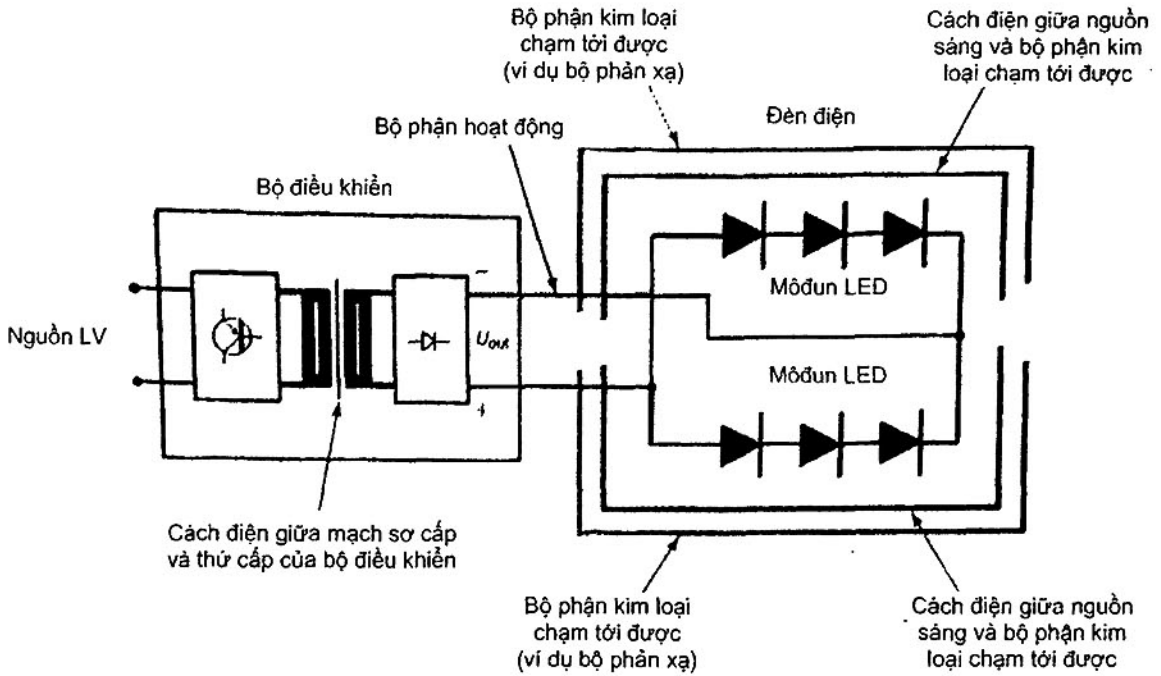 Bộ phận kim loại
chạm tới được
(ví dụ bộ phản xạ)
Cách điện giữa nguồn
sáng và bộ phận kim
loại chạm tới được
Bộ phận hoạt động
Đèn điện
Bộ điều khiển
Môđun LED
Nguồn LV
~
U_OUT
+
Môđun LED
Cách điện giữa mạch sơ cấp
và thứ cấp của bộ điều khiển
Bộ phận kim loại
chạm tới được
(ví dụ bộ phản xạ)
Cách điện giữa nguồn
sáng và bộ phận kim
loại chạm tới được